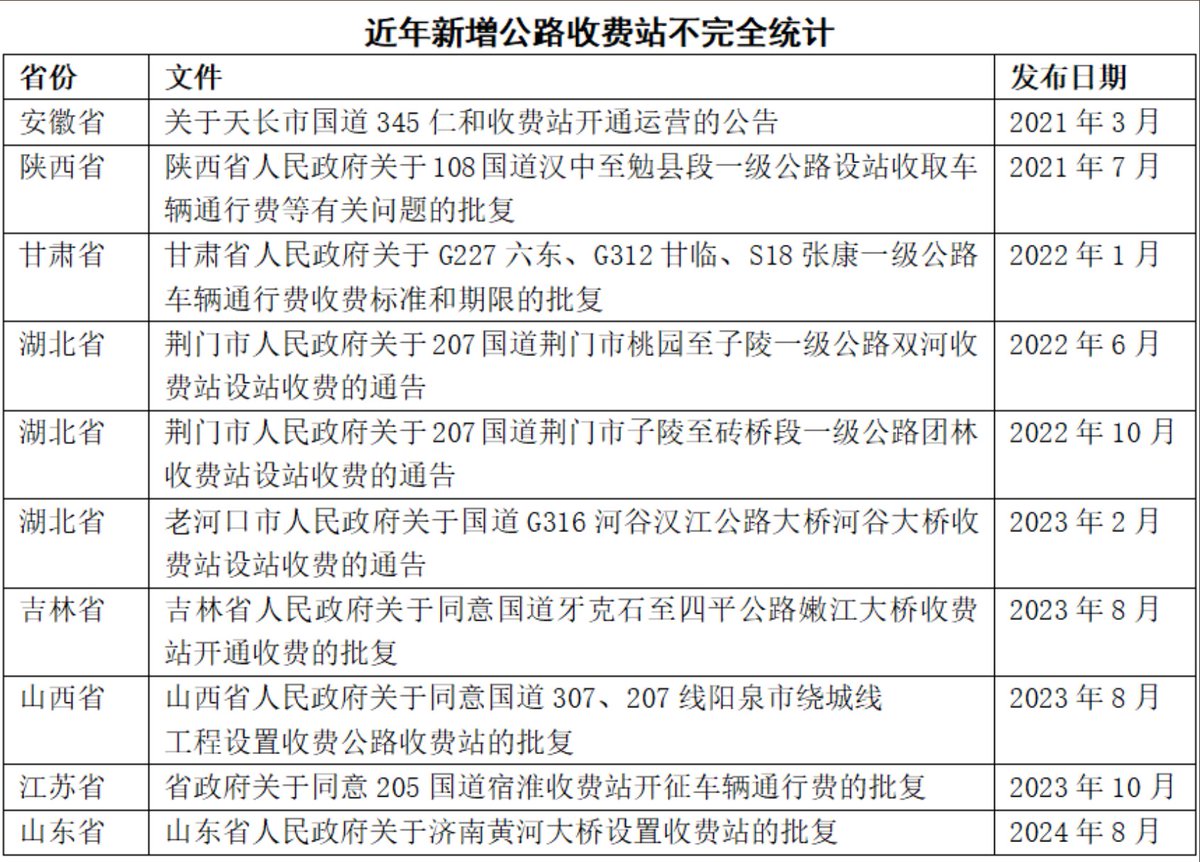 近年新增公路收费站不完全统计
省份 文件 发布日期
安徽省 关于天长市国道 345 仁和收费站开通运营的公告 2021 年 3 月
陕西省 陕西省人民政府关于 108 国道汉中至勉县段一级公路设站收取车 2021 年 7 月
辆通行费等有关问题的批复
甘肃省 甘肃省人民政府关于 G227 六东、G312 甘临、S18 张康一级公路 2022 年 1 月
车辆通行费收费标准和期限的批复
湖北省 荆门市人民政府关于 207 国道荆门市桃园至子陵一级公路双河收 2022 年 6 月
费站设站收费的通告
湖北省 荆门市人民政府关于 207 国道荆门市子陵至砖桥段一级公路团林 2022 年 10 月
收费站设站收费的通告
湖北省 老河口市人民政府关于国道 G316 河谷汉江公路大桥河谷大桥收 2023 年 2 月
费站设站收费的通告
吉林省 吉林省人民政府关于同意国道牙克石至四平公路嫩江大桥收费 2023 年 8 月
站开通收费的批复
山西省 山西省人民政府关于同意国道 307、207 线阳泉市绕城线 2023 年 8 月
工程设置收费公路收费站的批复
江苏省 省政府关于同意 205 国道宿淮收费站开征车辆通行费的批复 2023 年 10 月
山东省 山东省人民政府关于济南黄河大桥设置收费站的批复 2024 年 8 月